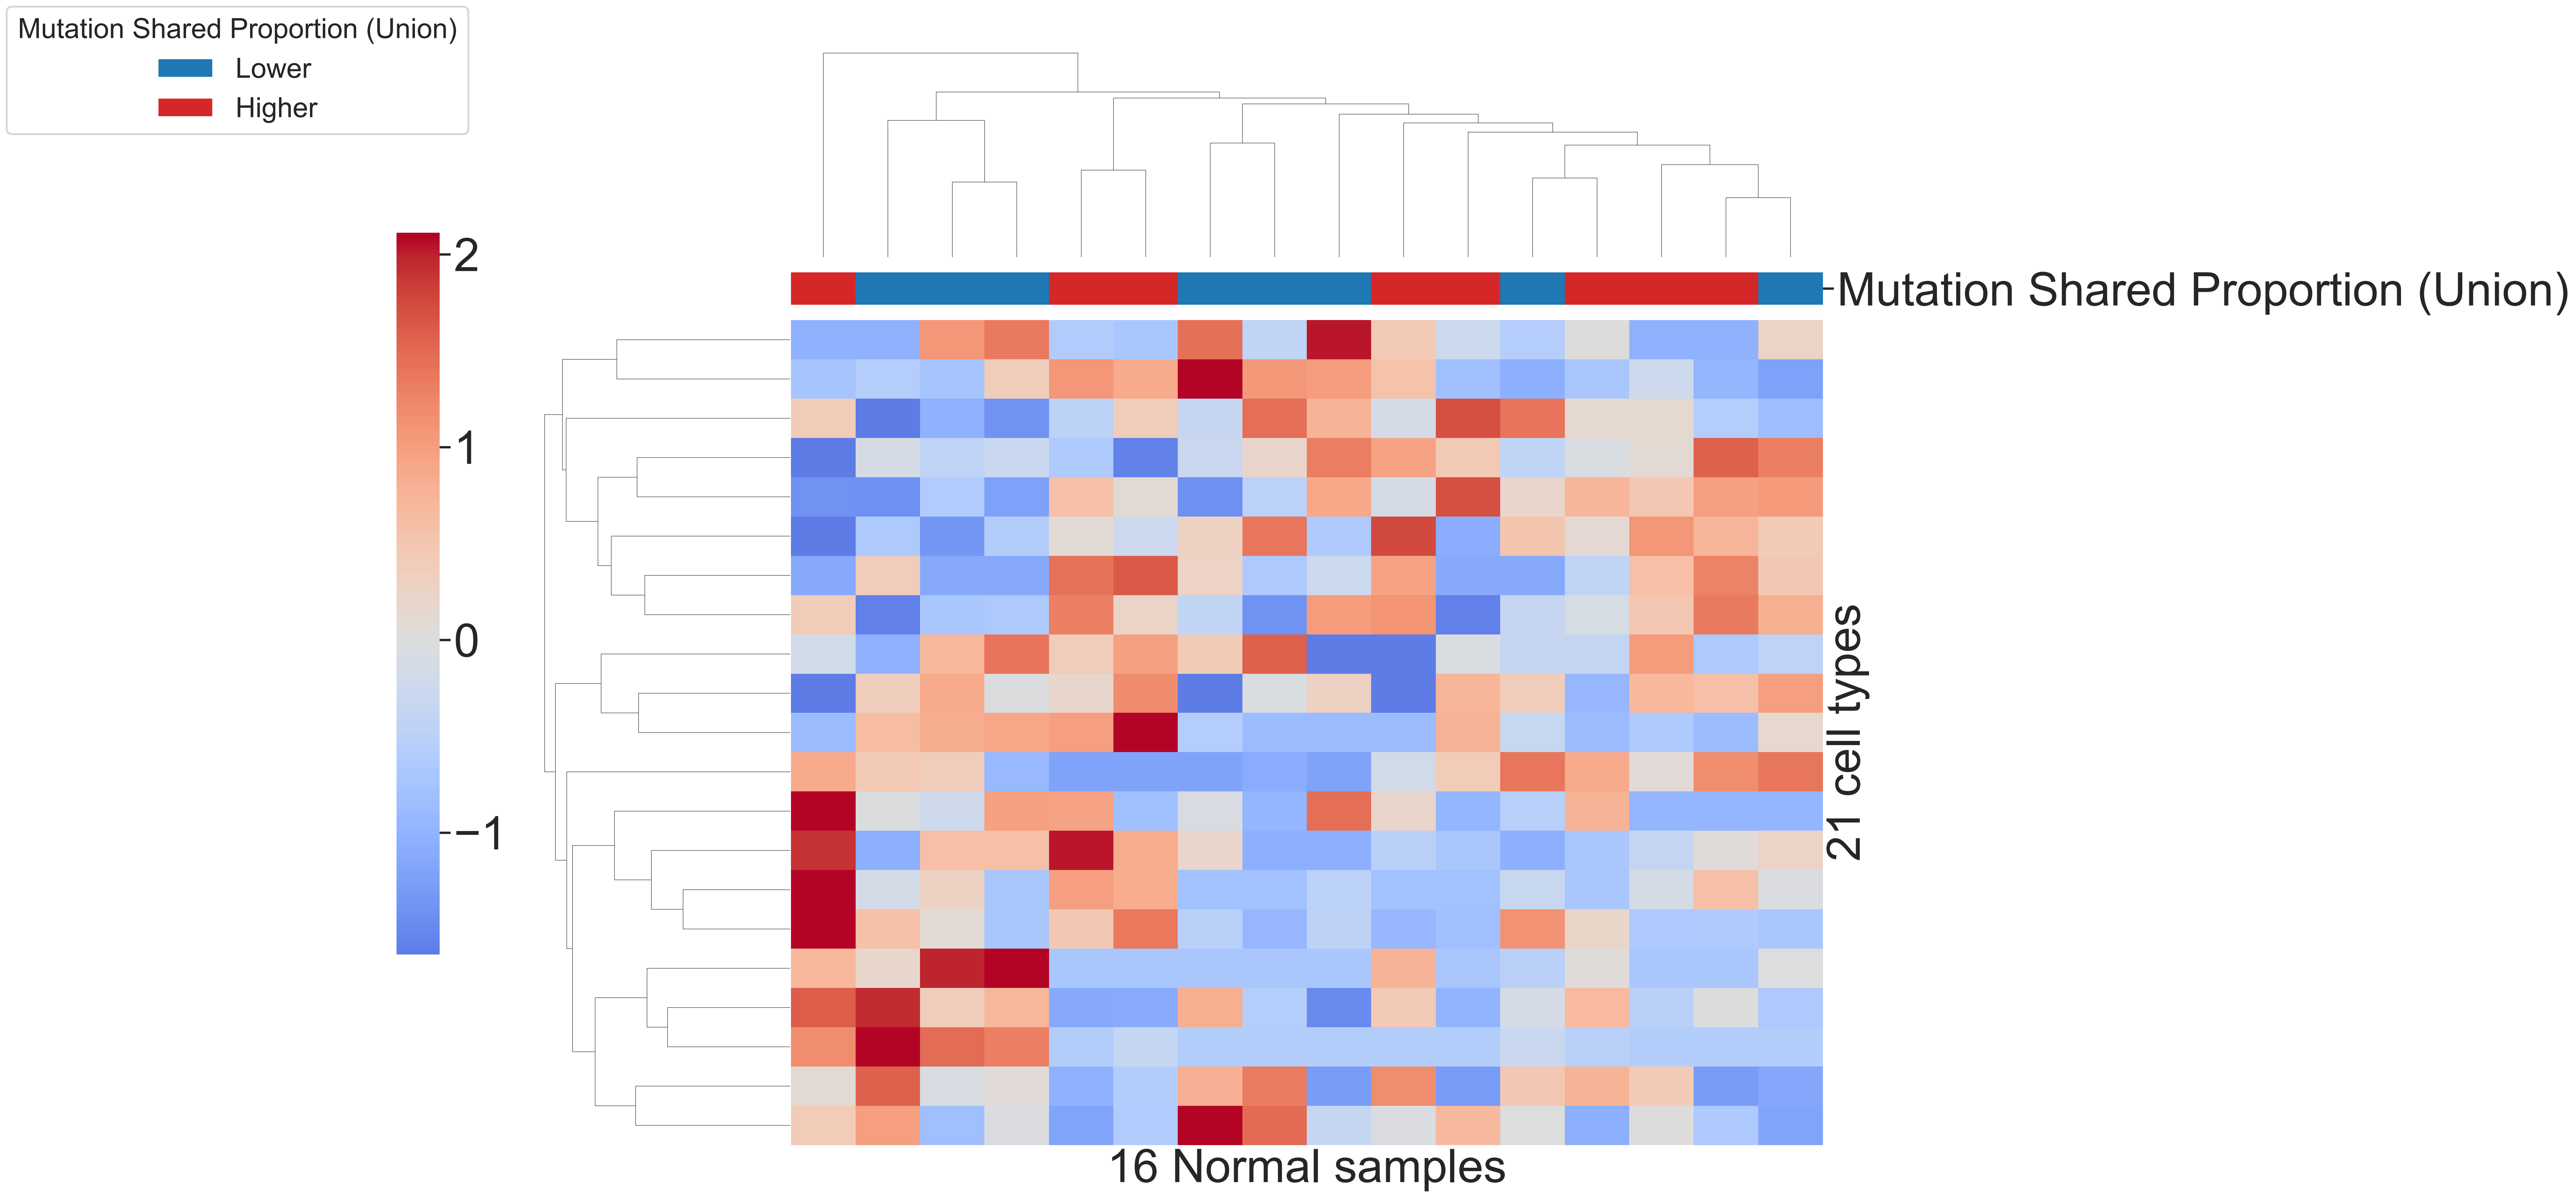 Mutation Shared Proportion (Union)
Lower
Higher
2
1
0
−1
Mutation Shared Proportion (Union)
21 cell types
16 Normal samples